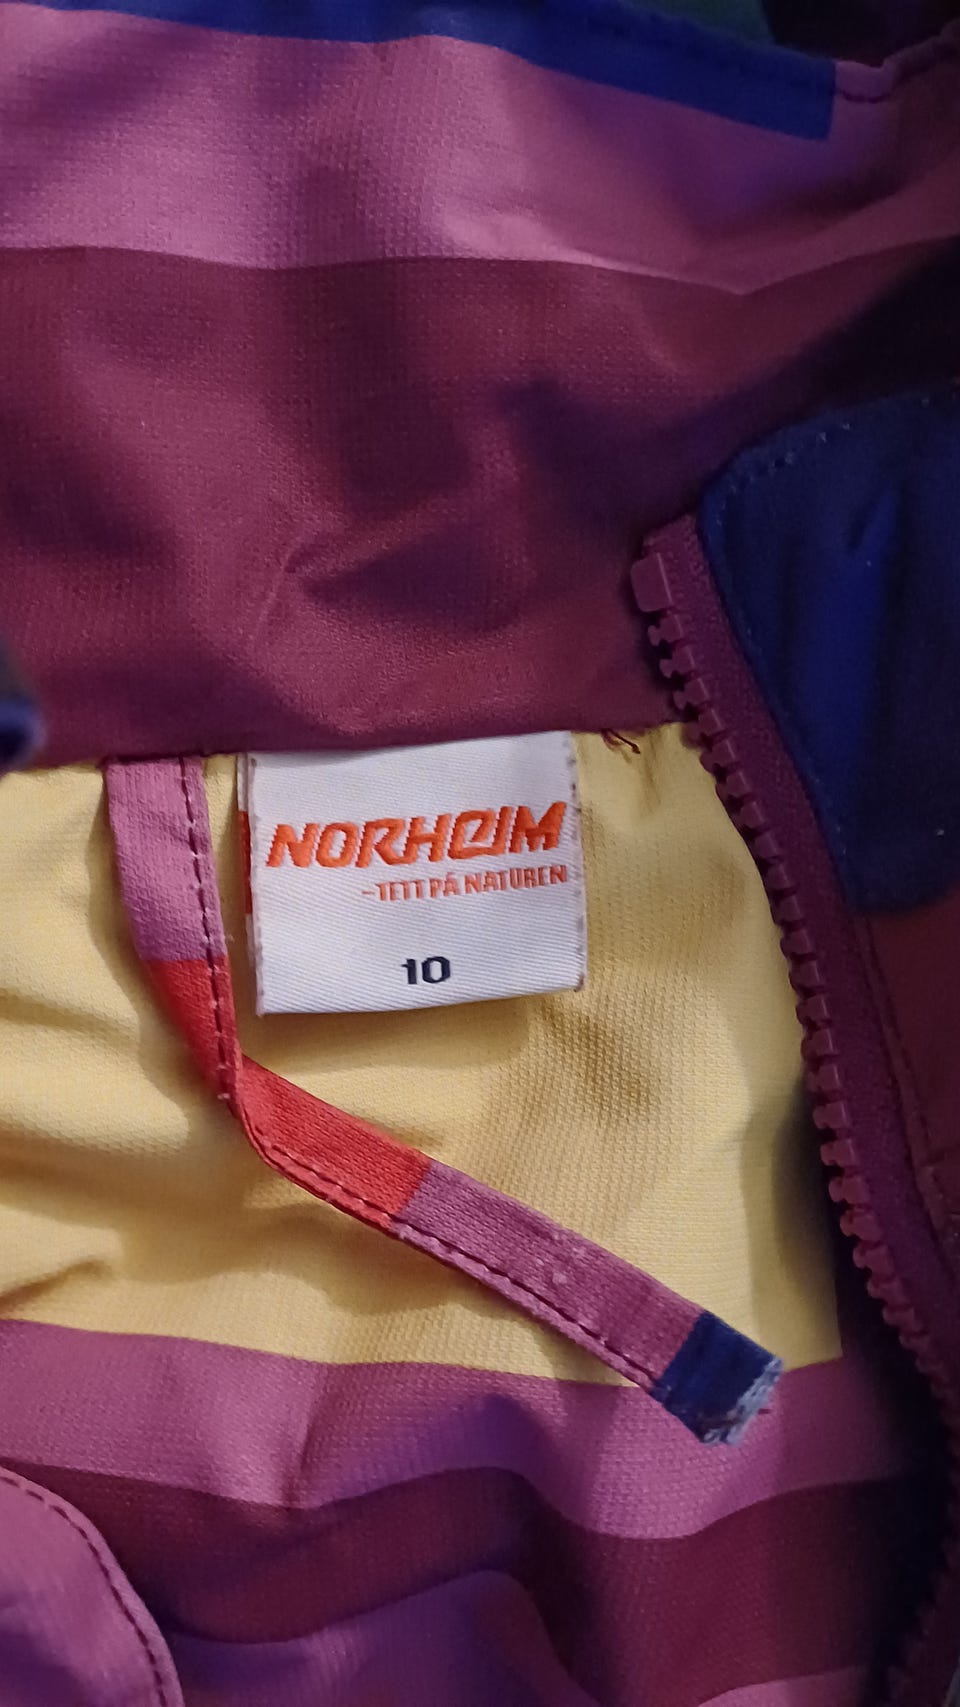 NORHEIM
-TETT PÅ NATUREN
10